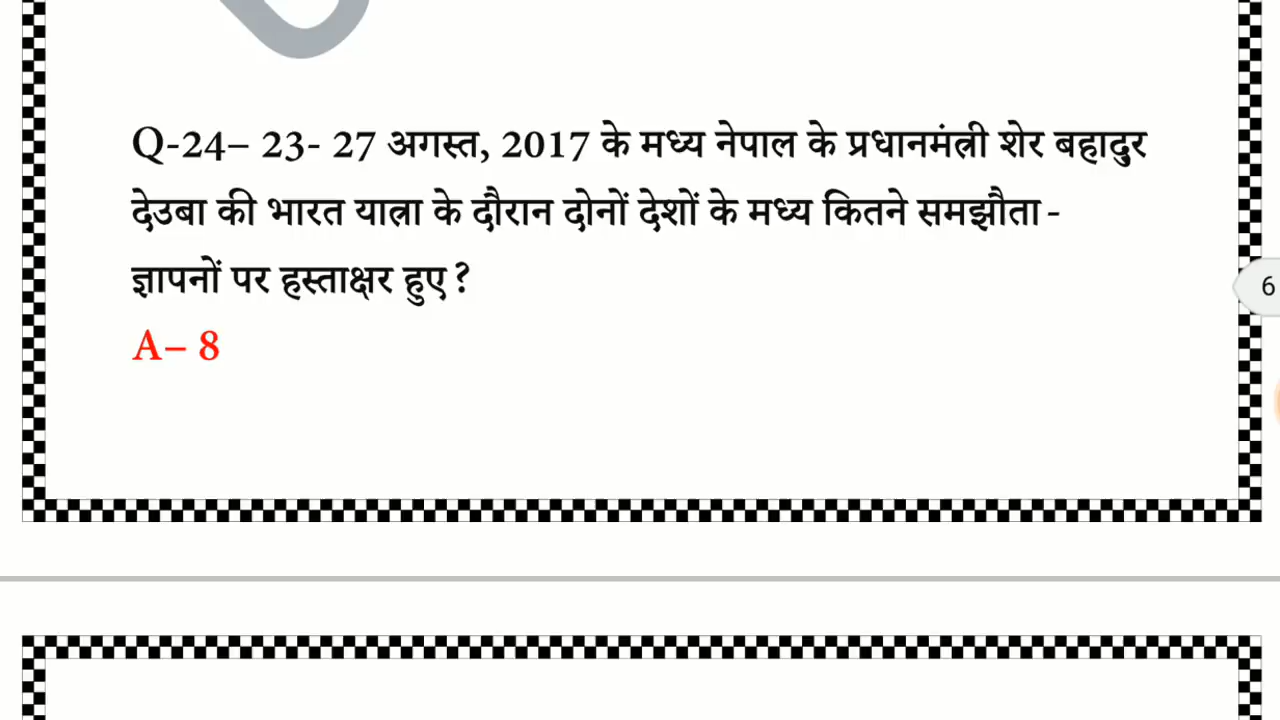 Q-24– 23- 27 अगस्त, 2017 के मध्य नेपाल के प्रधानमंत्री शेर बहादुर
देउबा की भारत यात्रा के दौरान दोनों देशों के मध्य कितने समझौता -
ज्ञापनों पर हस्ताक्षर हुए ?
6
A– 8